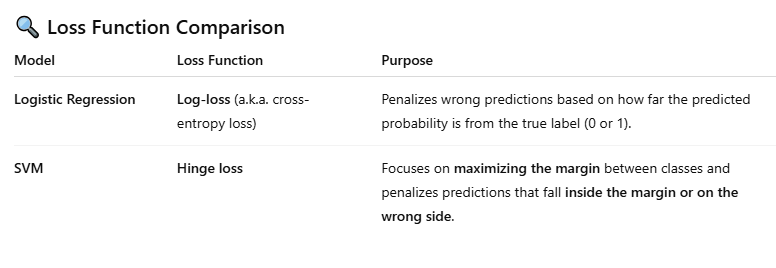 🔍 Loss Function Comparison
Model Loss Function Purpose
Logistic Regression Log-loss (a.k.a. cross- Penalizes wrong predictions based on how far the predicted
entropy loss) probability is from the true label (0 or 1).
SVM Hinge loss Focuses on maximizing the margin between classes and
penalizes predictions that fall inside the margin or on the
wrong side.